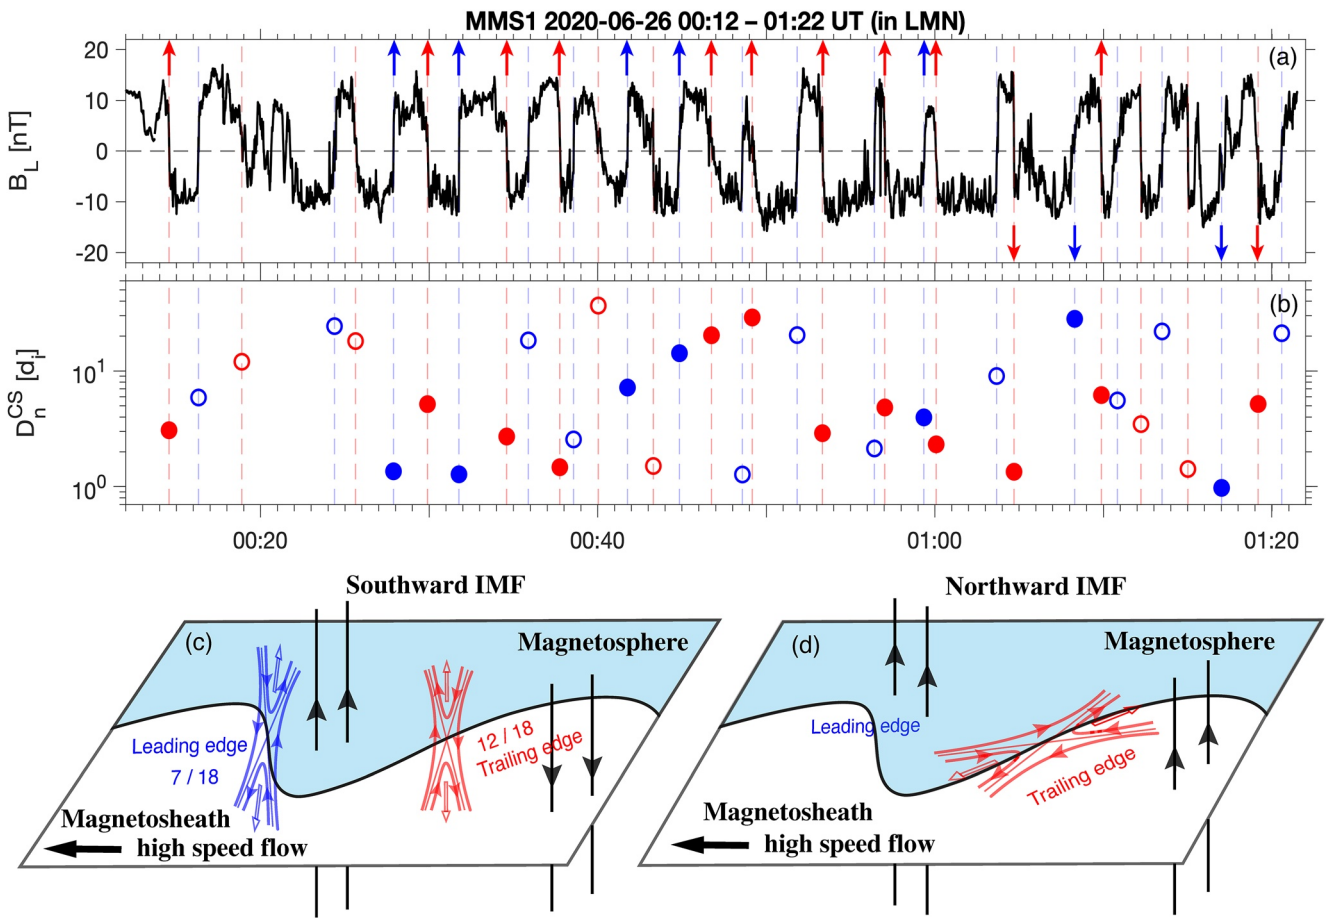 MMS1 2020-06-26 00:12 – 01:22 UT (in LMN)
(a)
20
10
0
-10
-20
B_L [nT]
(b)
10^1
10^0
D_n^CS [d_i]
00:20 00:40 01:00 01:20
Southward IMF
(c)
Magnetosphere
Leading edge
7 / 18
12 / 18
Trailing edge
Magnetosheath
high speed flow
Northward IMF
(d)
Magnetosphere
Leading edge
Trailing edge
Magnetosheath
high speed flow